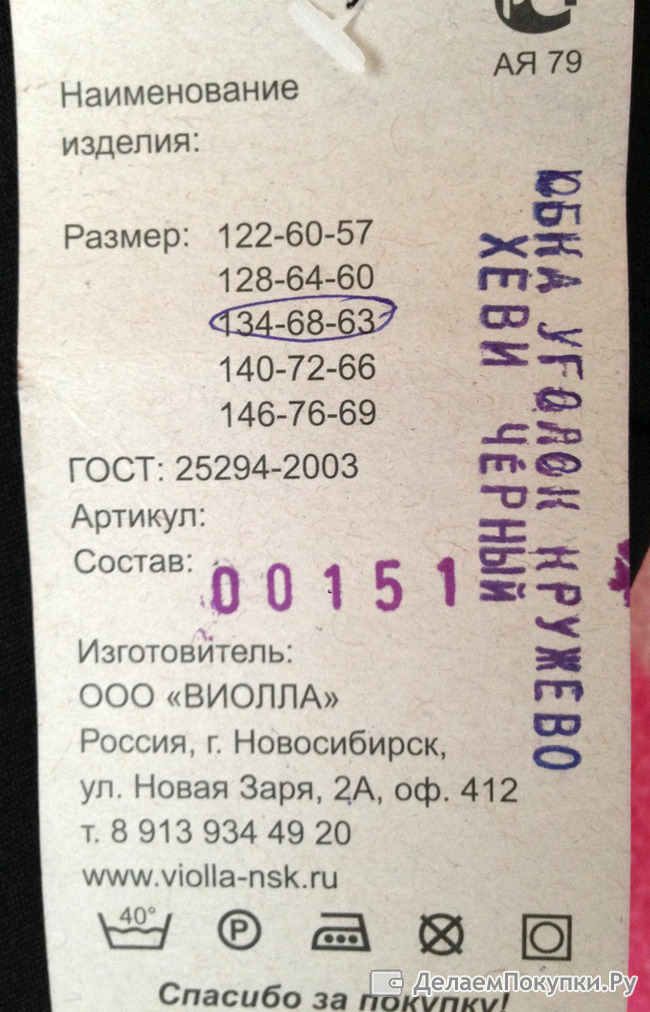 АЯ 79
Наименование
изделия:
Размер: 122-60-57
128-64-60
134-68-63
140-72-66
146-76-69
ГОСТ: 25294-2003
Артикул:
Состав:
00151
ЮБКА УГОЛОК КРУЖЕВО
ХЕВИ ЧЁРНЫЙ
Изготовитель:
ООО «ВИОЛЛА»
Россия, г. Новосибирск,
ул. Новая Заря, 2А, оф. 412
т. 8 913 934 49 20
www.violla-nsk.ru
40°
P
Спасибо за покупку!
ДелаемПокупки.Ру